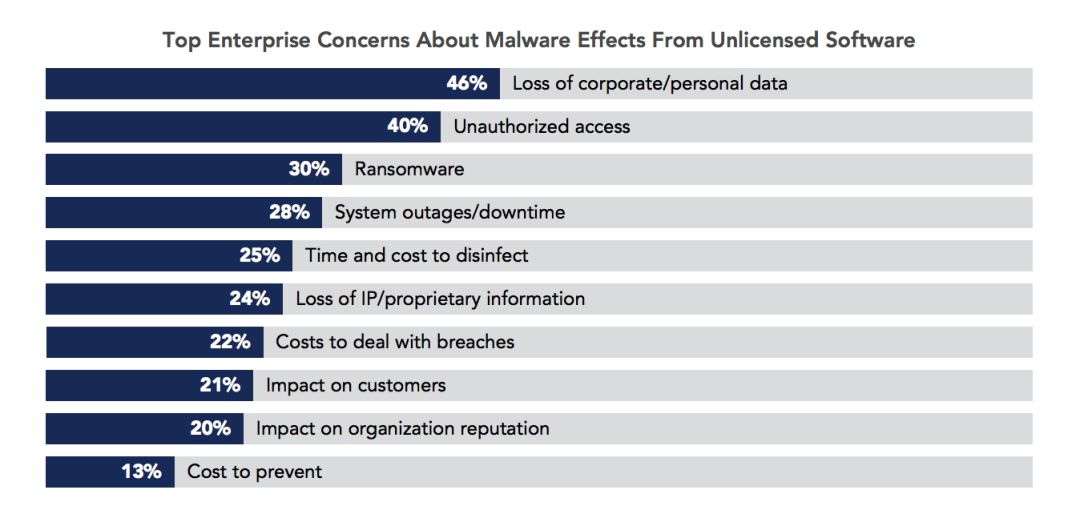 Top Enterprise Concerns About Malware Effects From Unlicensed Software
46% Loss of corporate/personal data
40% Unauthorized access
30% Ransomware
28% System outages/downtime
25% Time and cost to disinfect
24% Loss of IP/proprietary information
22% Costs to deal with breaches
21% Impact on customers
20% Impact on organization reputation
13% Cost to prevent